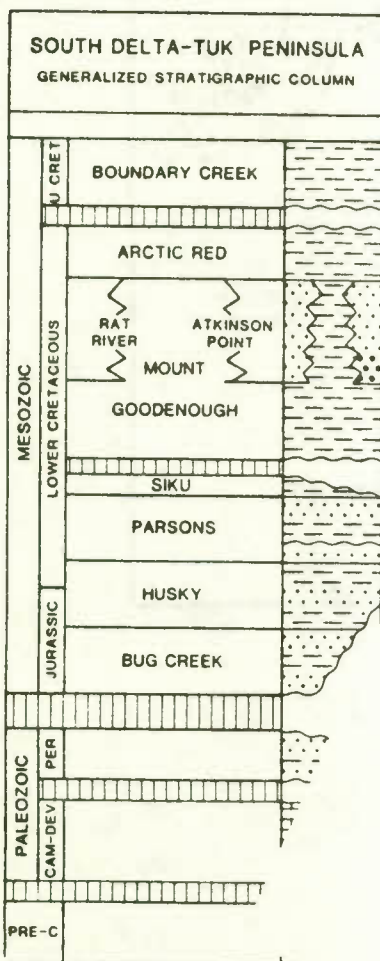 SOUTH DELTA-TUK PENINSULA
GENERALIZED STRATIGRAPHIC COLUMN
MESOZOIC
U CRET
BOUNDARY CREEK
LOWER CRETACEOUS
ARCTIC RED
RAT
RIVER
ATKINSON
POINT
MOUNT
GOODENOUGH
SIKU
PARSONS
JURASSIC
HUSKY
BUG CREEK
PALEOZOIC
PER
CAM-DEV
PRE-C